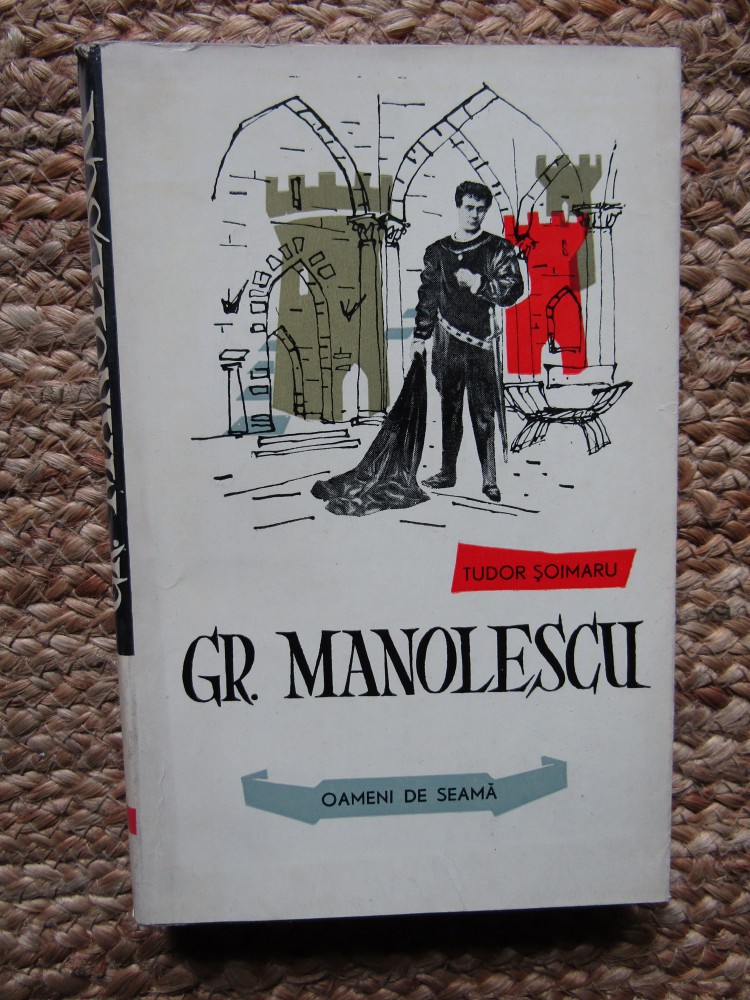 TUDOR ŞOIMARU
GR. MANOLESCU
OAMENI DE SEAMĂ